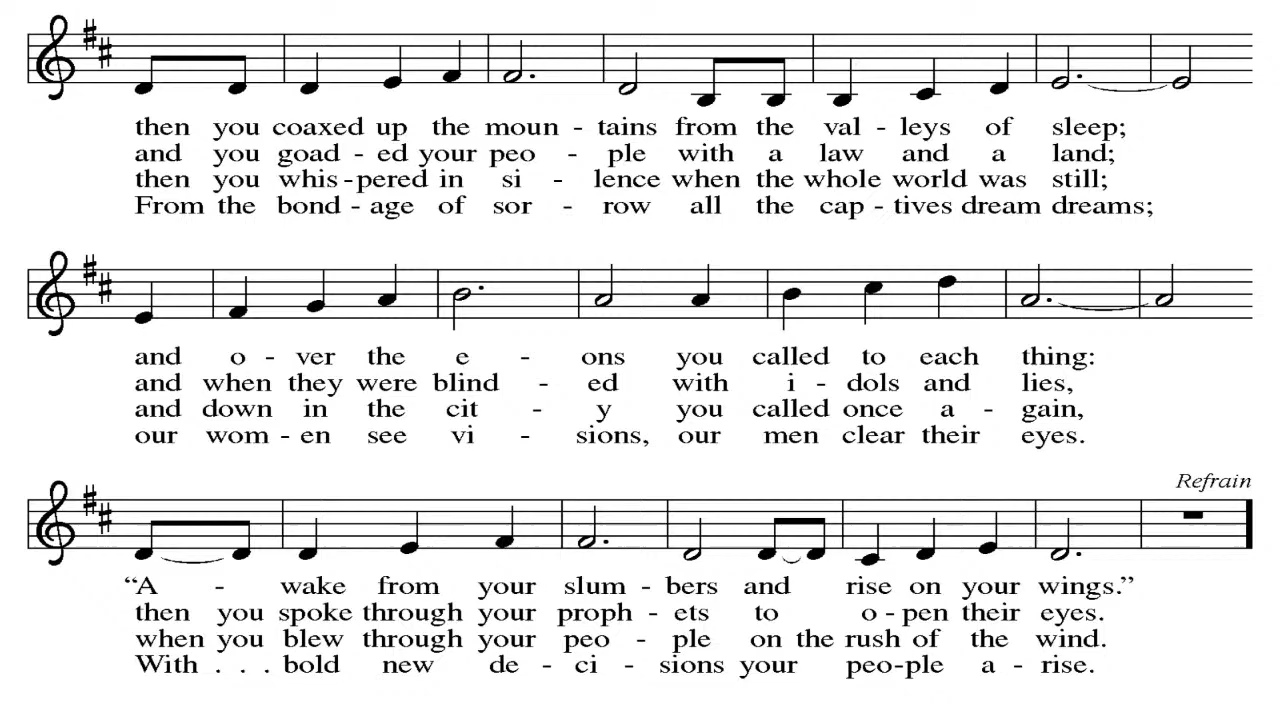 then you coaxed up the moun - tains from the val - leys of sleep;
and you goad - ed your peo - ple with a law and a land;
then you whis - pered in si - lence when the whole world was still;
From the bond - age of sor - row all the cap - tives dream dreams;
and o - ver the e - ons you called to each thing:
and when they were blind - ed with i - dols and lies,
and down in the cit - y you called once a - gain,
our wom - en see vi - sions, our men clear their eyes.
Refrain
“A - wake from your slum - bers and rise on your wings.”
then you spoke through your proph - ets to o - pen their eyes.
when you blew through your peo - ple on the rush of the wind.
With . . . bold new de - ci - sions your peo - ple a - rise.